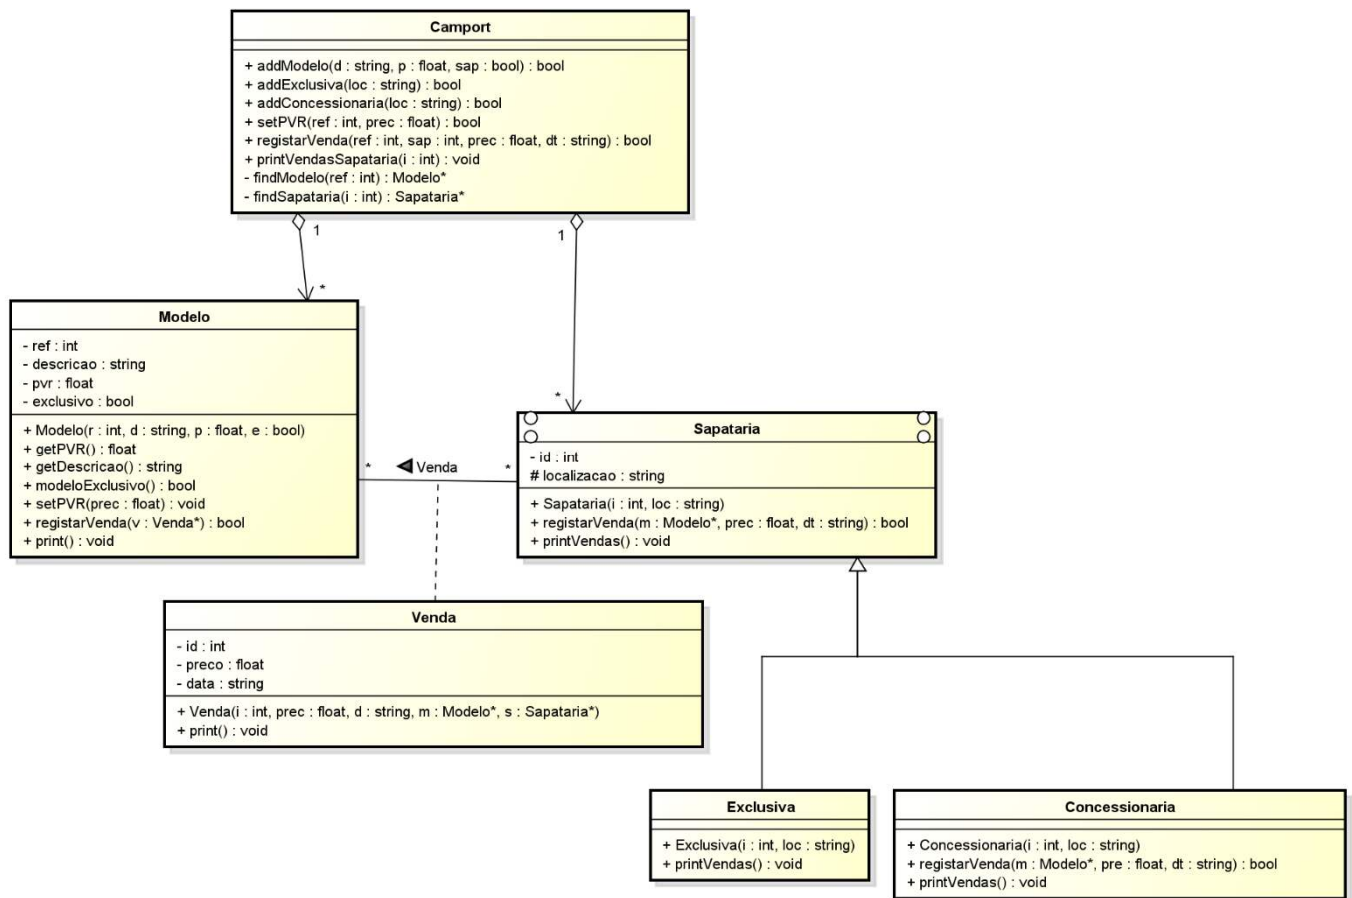 Camport
+ addModelo(d : string, p : float, sap : bool) : bool
+ addExclusiva(loc : string) : bool
+ addConcessionaria(loc : string) : bool
+ setPVR(ref : int, prec : float) : bool
+ registarVenda(ref : int, sap : int, prec : float, dt : string) : bool
+ printVendasSapataria(i : int) : void
- findModelo(ref : int) : Modelo*
- findSapataria(i : int) : Sapataria*
1
1
*
*
Modelo
- ref : int
- descricao : string
- pvr : float
- exclusivo : bool
+ Modelo(r : int, d : string, p : float, e : bool)
+ getPVR() : float
+ getDescricao() : string
+ modeloExclusivo() : bool
+ setPVR(prec : float) : void
+ registarVenda(v : Venda*) : bool
+ print() : void
* Venda *
Sapataria
- id : int
# localizacao : string
+ Sapataria(i : int, loc : string)
+ registarVenda(m : Modelo*, prec : float, dt : string) : bool
+ printVendas() : void
Venda
- id : int
- preco : float
- data : string
+ Venda(i : int, prec : float, d : string, m : Modelo*, s : Sapataria*)
+ print() : void
Exclusiva
+ Exclusiva(i : int, loc : string)
+ printVendas() : void
Concessionaria
+ Concessionaria(i : int, loc : string)
+ registarVenda(m : Modelo*, pre : float, dt : string) : bool
+ printVendas() : void